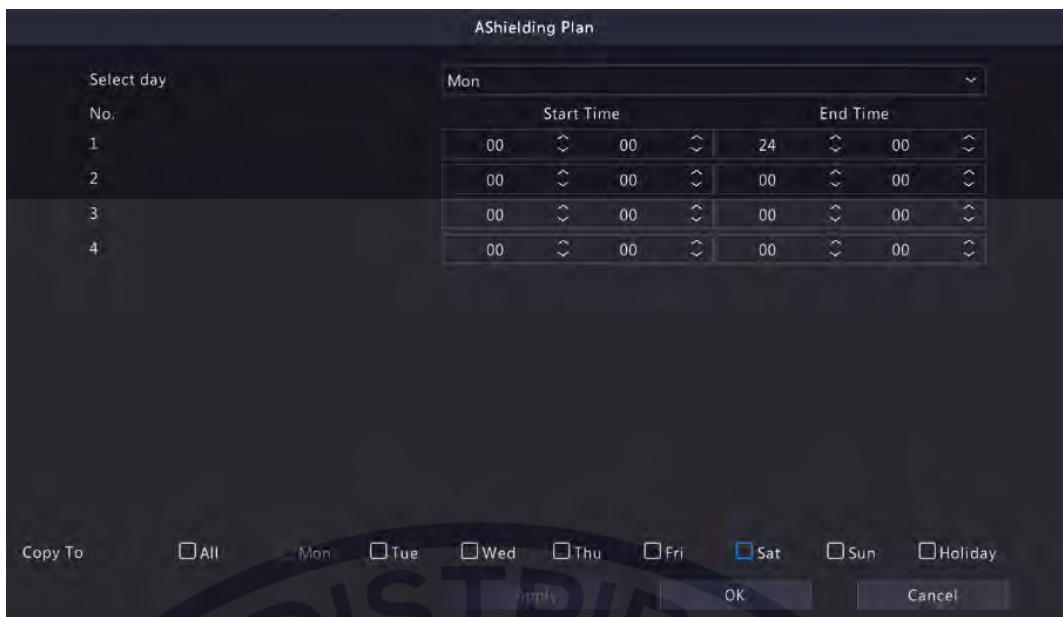 AShielding Plan
Select day Mon
No. Start Time End Time
1 00 00 24 00
2 00 00 00 00
3 00 00 00 00
4 00 00 00 00
Copy To All Mon Tue Wed Thu Fri Sat Sun Holiday
Apply OK Cancel
DISTRIB